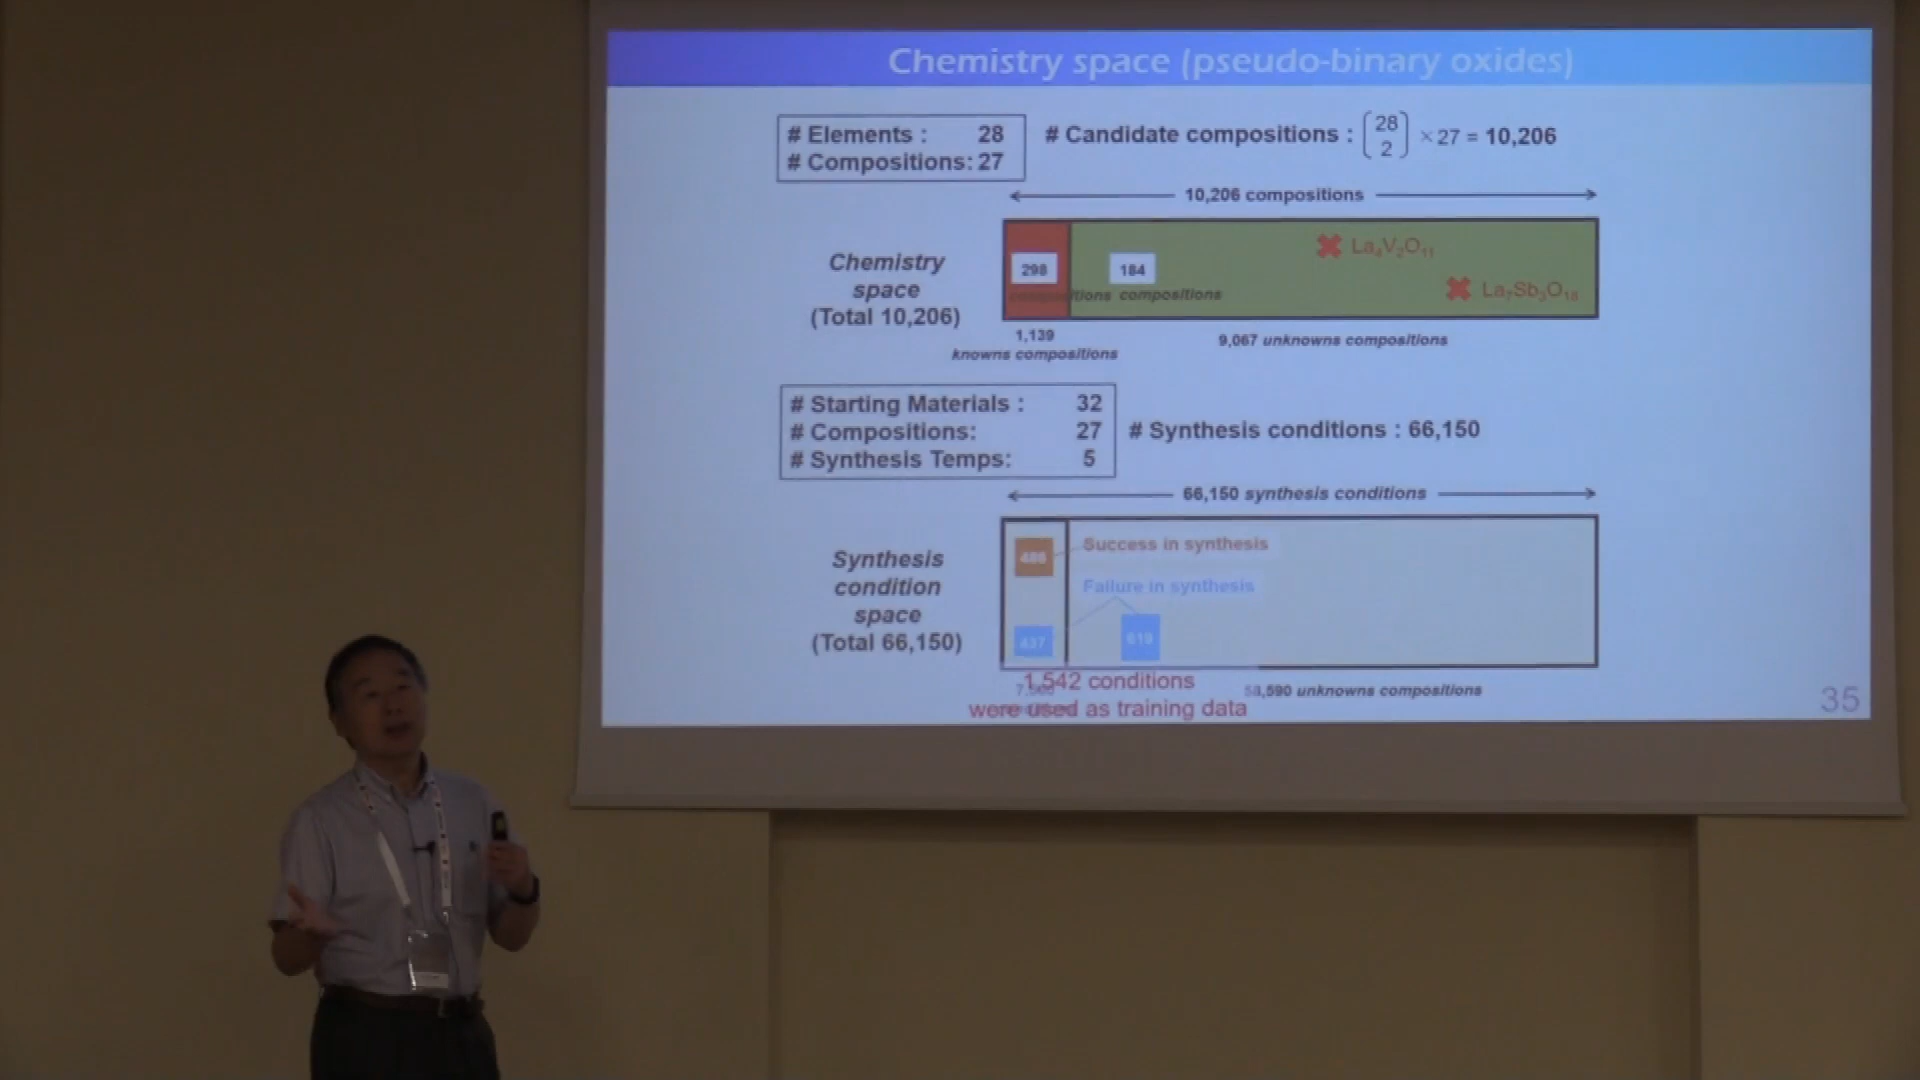 Chemistry space (pseudo-binary oxides)
# Elements : 28
# Compositions: 27
# Candidate compositions : (28 2) × 27 = 10,206
10,206 compositions
Chemistry
space
(Total 10,206)
298
184
compositions
La₄V₂O₁₁
La₇Sb₃O₁₈
1,139
knowns compositions
9,067 unknowns compositions
# Starting Materials : 32
# Compositions: 27
# Synthesis Temps: 5
# Synthesis conditions : 66,150
66,150 synthesis conditions
Synthesis
condition
space
(Total 66,150)
486
Success in synthesis
Failure in synthesis
437
619
1,542 conditions
were used as training data
58,590 unknowns compositions
35